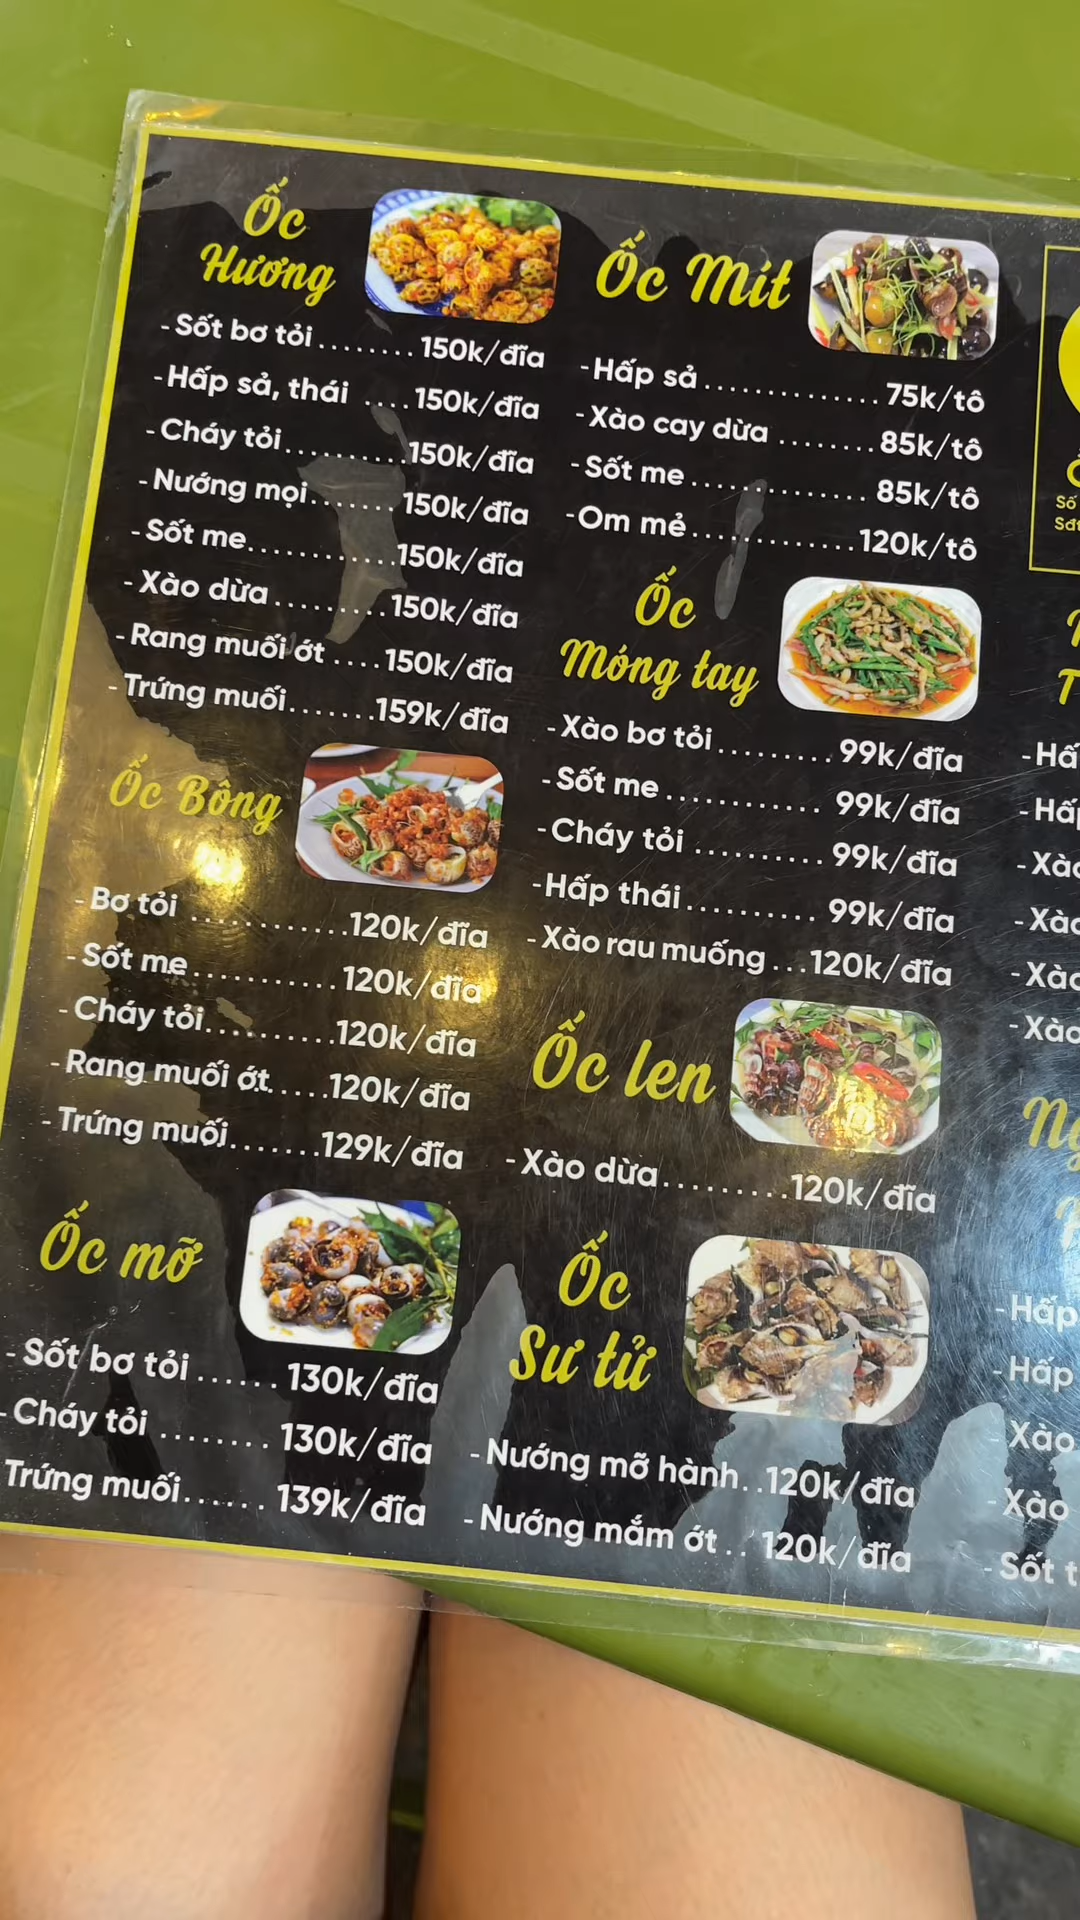 Ốc
Hương
- Sốt bơ tỏi ........ 150k/đĩa
- Hấp sả, thái .... 150k/đĩa
- Cháy tỏi.......... 150k/đĩa
- Nướng mọi ....... 150k/đĩa
- Sốt me............ 150k/đĩa
- Xào dừa ......... 150k/đĩa
- Rang muối ớt .... 150k/đĩa
- Trứng muối....... 159k/đĩa
Ốc Bông
- Bơ tỏi ........... 120k/đĩa
- Sốt me .......... 120k/đĩa
- Cháy tỏi......... 120k/đĩa
- Rang muối ớt..... 120k/đĩa
- Trứng muối....... 129k/đĩa
Ốc mỡ
- Sốt bơ tỏi ...... 130k/đĩa
- Cháy tỏi ........ 130k/đĩa
Trứng muối...... 139k/đĩa
Ốc Mít
- Hấp sả ............ 75k/tô
- Xào cay dừa ....... 85k/tô
- Sốt me ............. 85k/tô
- Om mẻ ............. 120k/tô
Ốc
Móng tay
- Xào bơ tỏi ........ 99k/đĩa
- Sốt me ............ 99k/đĩa
- Cháy tỏi .......... 99k/đĩa
- Hấp thái .......... 99k/đĩa
- Xào rau muống ... 120k/đĩa
Ốc len
- Xào dừa.......... 120k/đĩa
Ốc
Sư tử
- Nướng mỡ hành.. 120k/đĩa
- Nướng mắm ớt .. 120k/đĩa
Số
- Xào
- Hấp
- Hấp
- Xào
- Xào
- Sốt